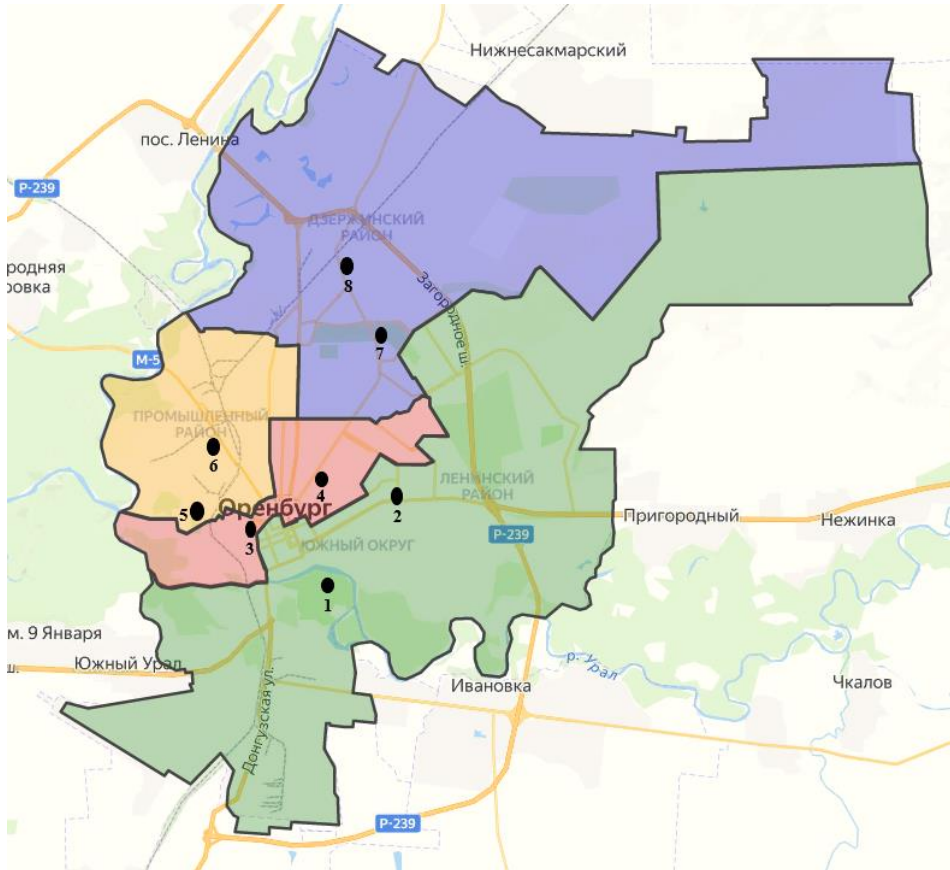 Нижнесакмарский
пос. Ленина
Р-239
ДЗЕРЖИНСКИЙ
РАЙОН
родняя
ровка
8
Загородное ш.
7
М-5
ПРОМЫШЛЕННЫЙ
РАЙОН
6
4
ЛЕНИНСКИЙ
РАЙОН
2
5
Оренбург
3
Пригородный
Нежинка
Р-239
ЮЖНЫЙ ОКРУГ
1
м. 9 Января
Южный Урал
ш.
р. Урал
Ивановка
Чкалов
Донгузская ул.
Р-239